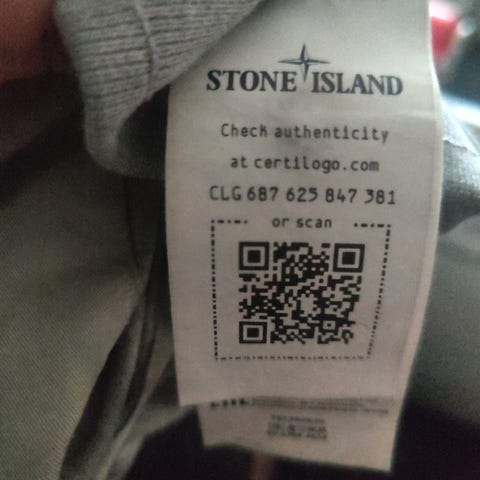 STONE ISLAND
Check authenticity
at certilogo.com
CLG 687 625 847 381
or scan